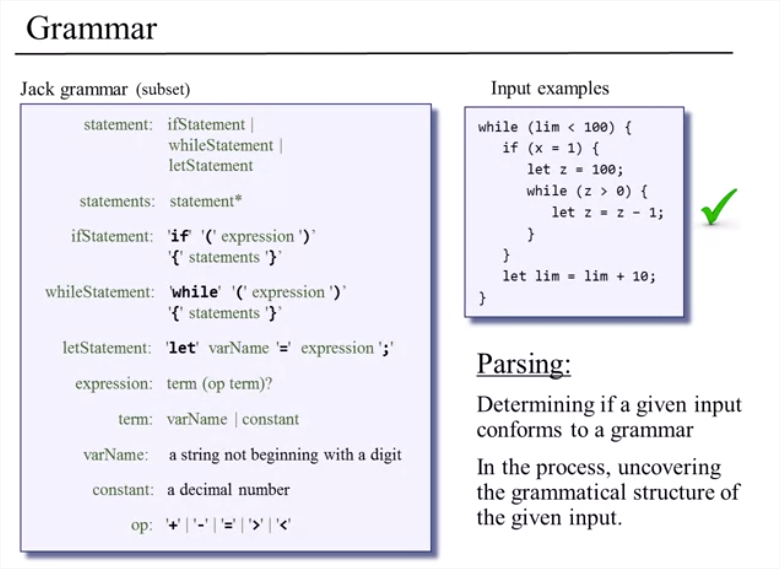 Grammar
Jack grammar (subset)
statement: ifStatement |
whileStatement |
letStatement
statements: statement*
ifStatement: 'if' '(' expression ')'
'{' statements '}'
whileStatement: 'while' '(' expression ')'
'{' statements '}'
letStatement: 'let' varName '=' expression ';'
expression: term (op term)?
term: varName | constant
varName: a string not beginning with a digit
constant: a decimal number
op: '+' | '-' | '=' | '>' | '<'
Input examples
while (lim < 100) {
   if (x = 1) {
      let z = 100;
      while (z > 0) {
         let z = z - 1;
      }
   }
   let lim = lim + 10;
}
Parsing:
Determining if a given input
conforms to a grammar
In the process, uncovering
the grammatical structure of
the given input.